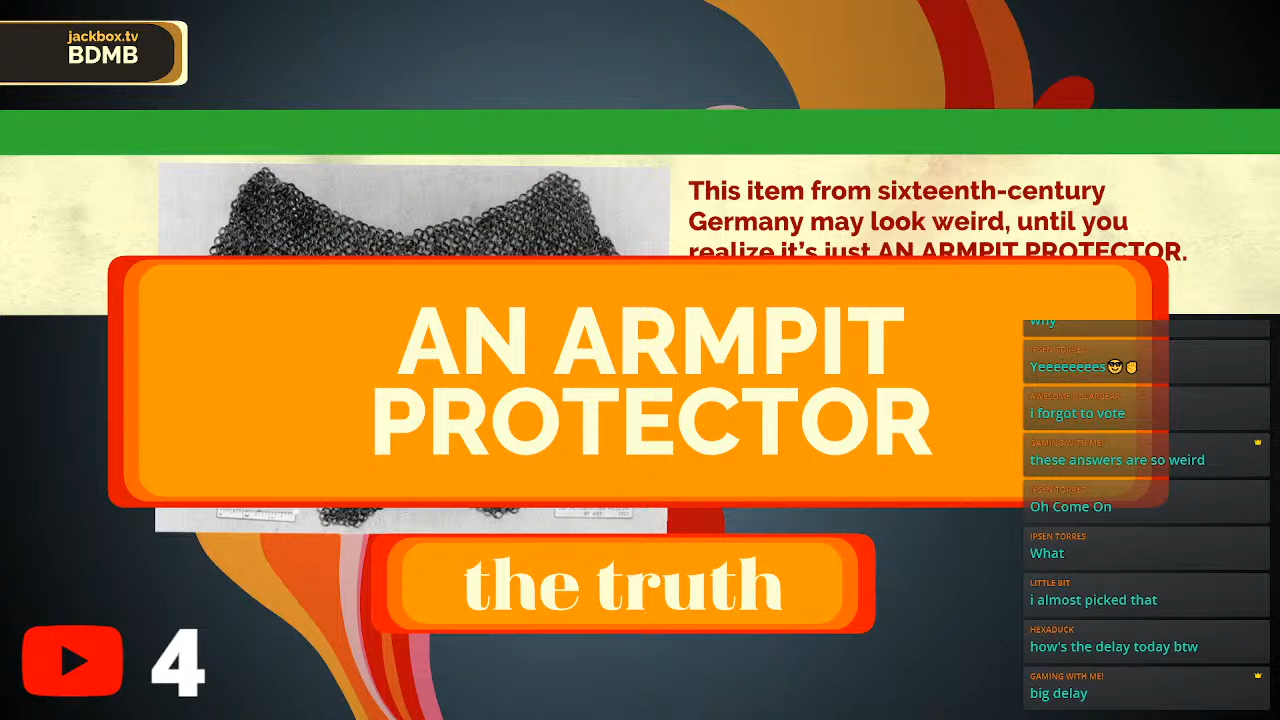 jackbox.tv
BDMB
This item from sixteenth-century
Germany may look weird, until you
realize it's just AN ARMPIT PROTECTOR.
AN ARMPIT
PROTECTOR
the truth
4
Why
IPSEN TORRES
Yeeeeeeees😎✊
AWESOME POLARBEAR
i forgot to vote
GAMING WITH ME!
these answers are so weird
IPSEN TORRES
Oh Come On
IPSEN TORRES
What
LITTLE BIT
i almost picked that
HEXADUCK
how's the delay today btw
GAMING WITH ME!
big delay